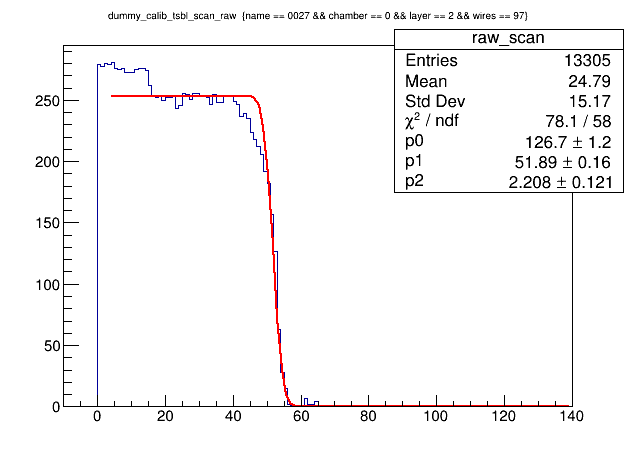 dummy_calib_tsbl_scan_raw {name == 0027 && chamber == 0 && layer == 2 && wires == 97}
raw_scan
Entries 13305
Mean 24.79
Std Dev 15.17
χ² / ndf 78.1 / 58
p0 126.7 ± 1.2
p1 51.89 ± 0.16
p2 2.208 ± 0.121
250
200
150
100
50
0
0 20 40 60 80 100 120 140